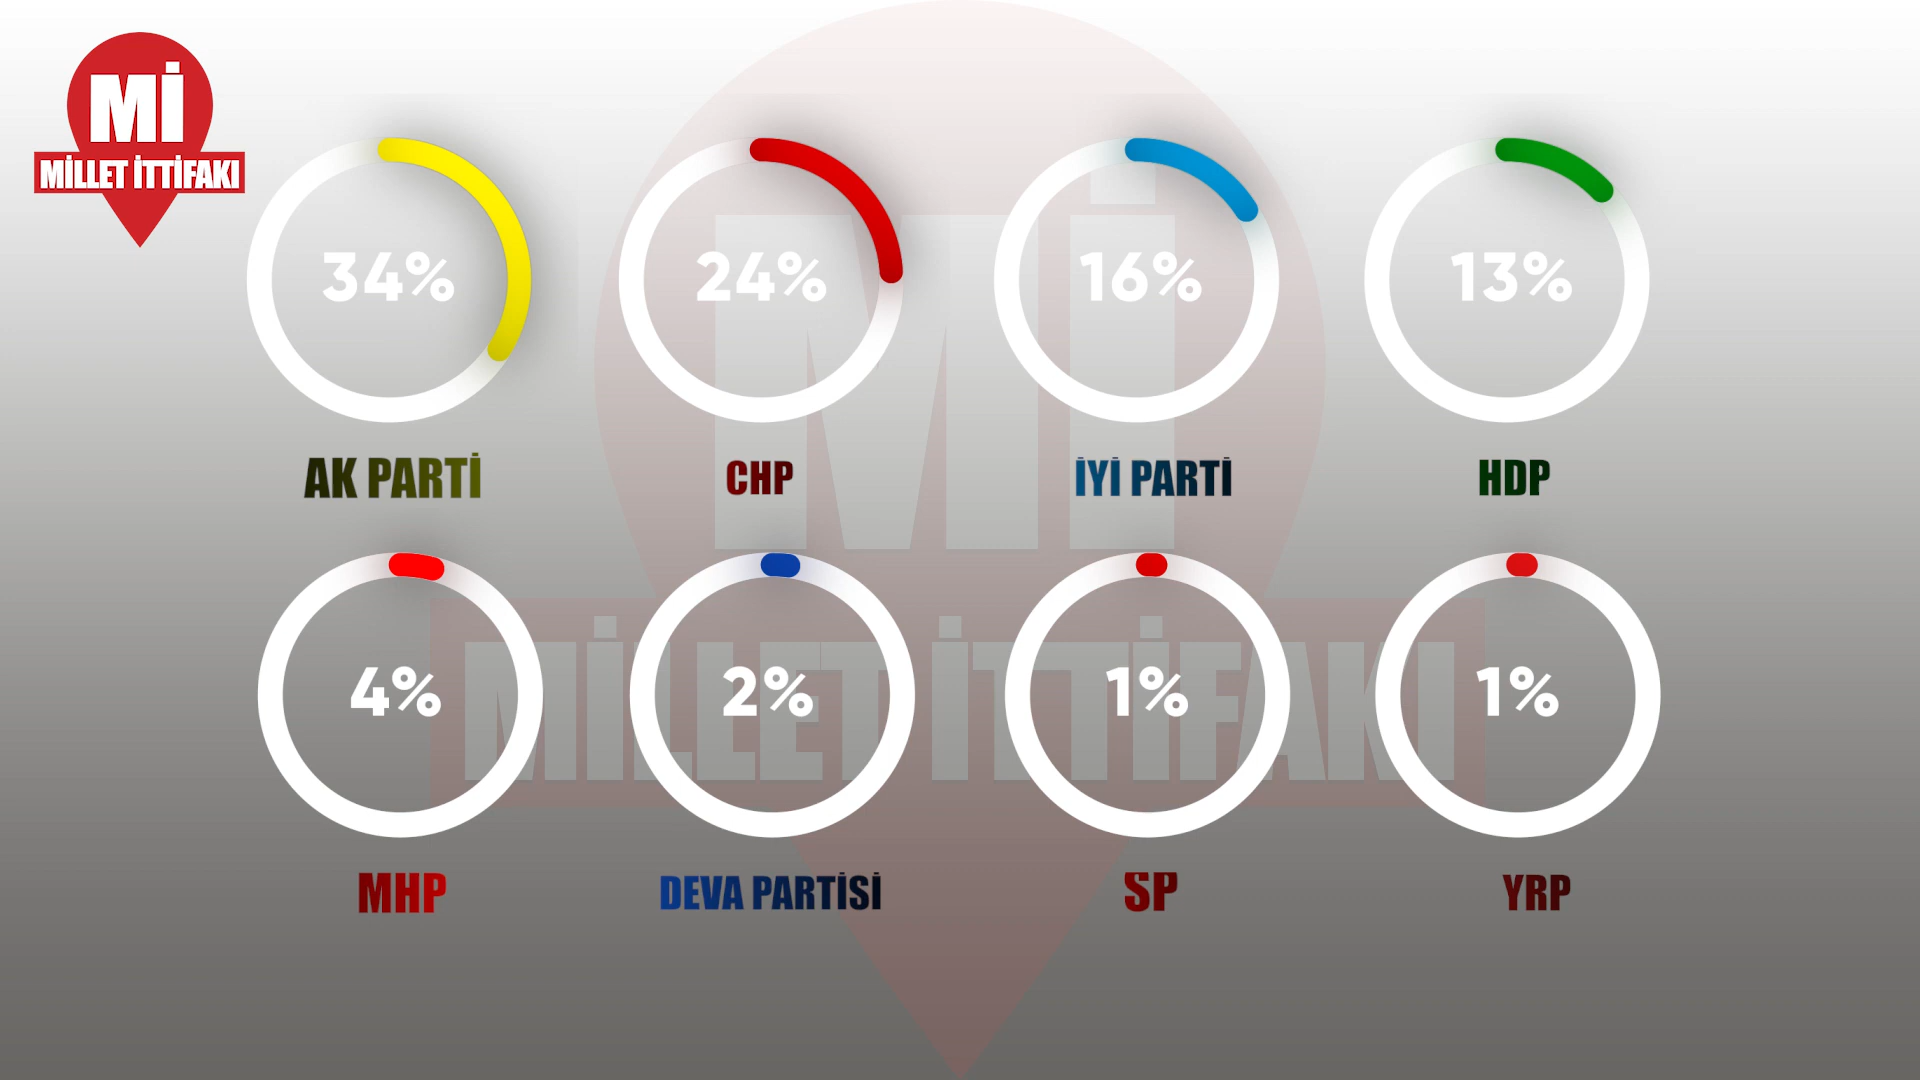 Mİ
MİLLET İTTİFAKI
34%
24%
16%
13%
AK PARTİ
CHP
İYİ PARTİ
HDP
4%
2%
1%
1%
MHP
DEVA PARTİSİ
SP
YRP
Mİ
MİLLET İTTİFAKI